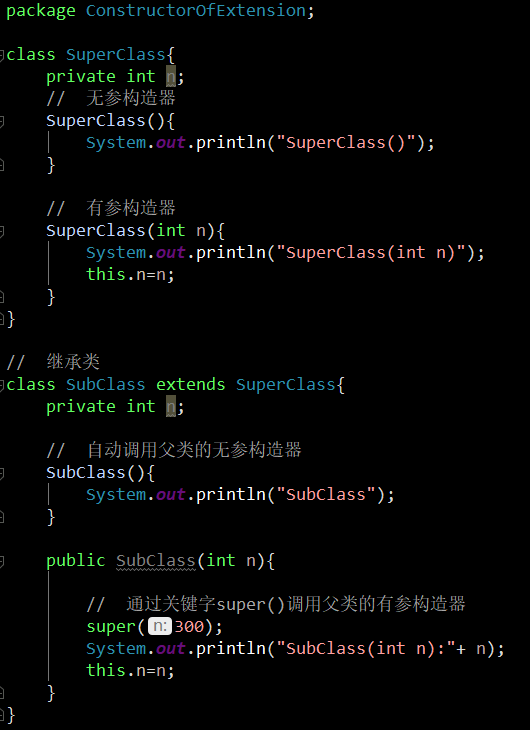 package ConstructorOfExtension;
class SuperClass{
private int n;
//  无参构造器
SuperClass(){
System.out.println("SuperClass()");
}
//  有参构造器
SuperClass(int n){
System.out.println("SuperClass(int n)");
this.n=n;
}
}
//  继承类
class SubClass extends SuperClass{
private int n;
//  自动调用父类的无参构造器
SubClass(){
System.out.println("SubClass");
}
public SubClass(int n){
//  通过关键字super()调用父类的有参构造器
super( n: 300);
System.out.println("SubClass(int n):"+ n);
this.n=n;
}
}